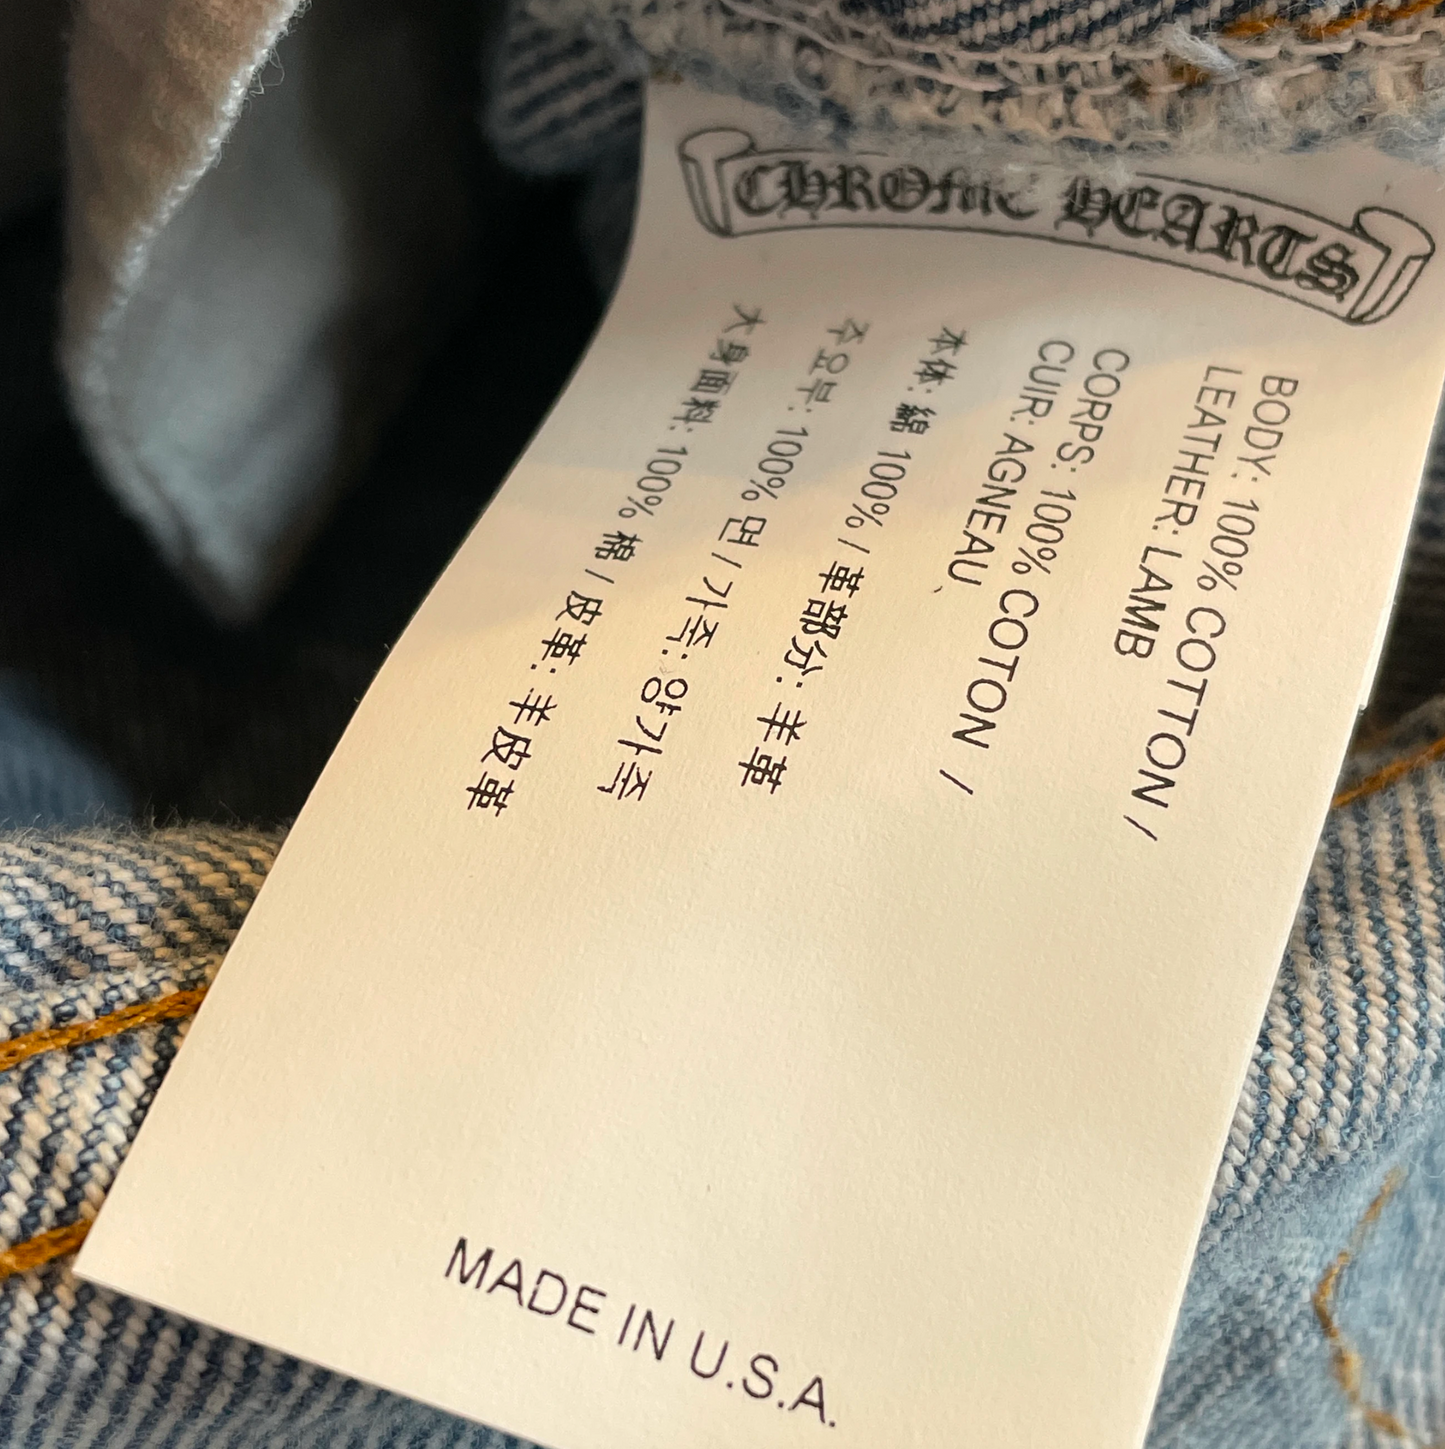 CHROME HEARTS
BODY: 100% COTTON /
LEATHER: LAMB
CORPS: 100% COTON /
CUIR: AGNEAU
本体: 綿 100% / 革部分: 羊革
주요부: 100% 면 / 가죽: 양가죽
大身面料: 100% 棉 / 皮革: 羊皮革
MADE IN U.S.A.